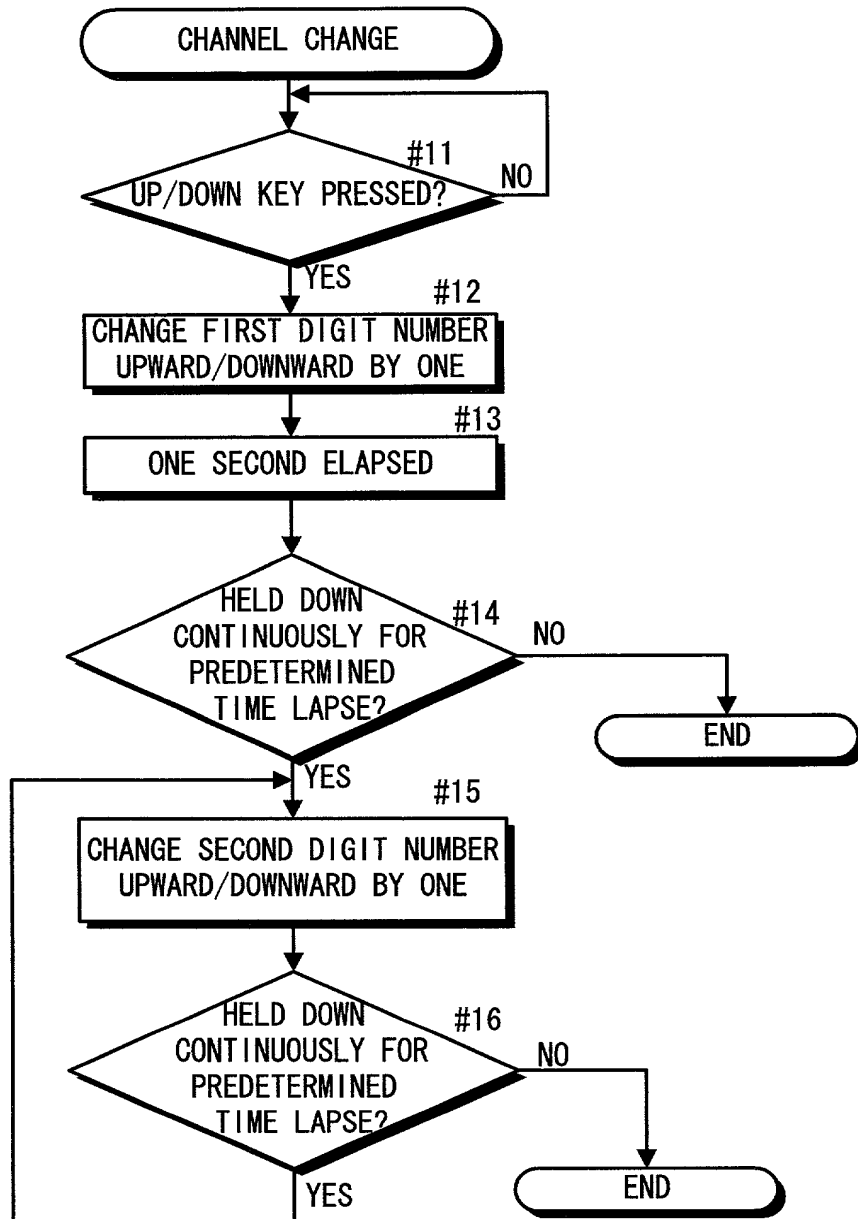 CHANNEL CHANGE
#11
UP/DOWN KEY PRESSED?
NO
YES
#12
CHANGE FIRST DIGIT NUMBER
UPWARD/DOWNWARD BY ONE
#13
ONE SECOND ELAPSED
HELD DOWN
#14
CONTINUOUSLY FOR
PREDETERMINED
TIME LAPSE?
NO
END
YES
#15
CHANGE SECOND DIGIT NUMBER
UPWARD/DOWNWARD BY ONE
HELD DOWN
#16
CONTINUOUSLY FOR
PREDETERMINED
TIME LAPSE?
NO
END
YES